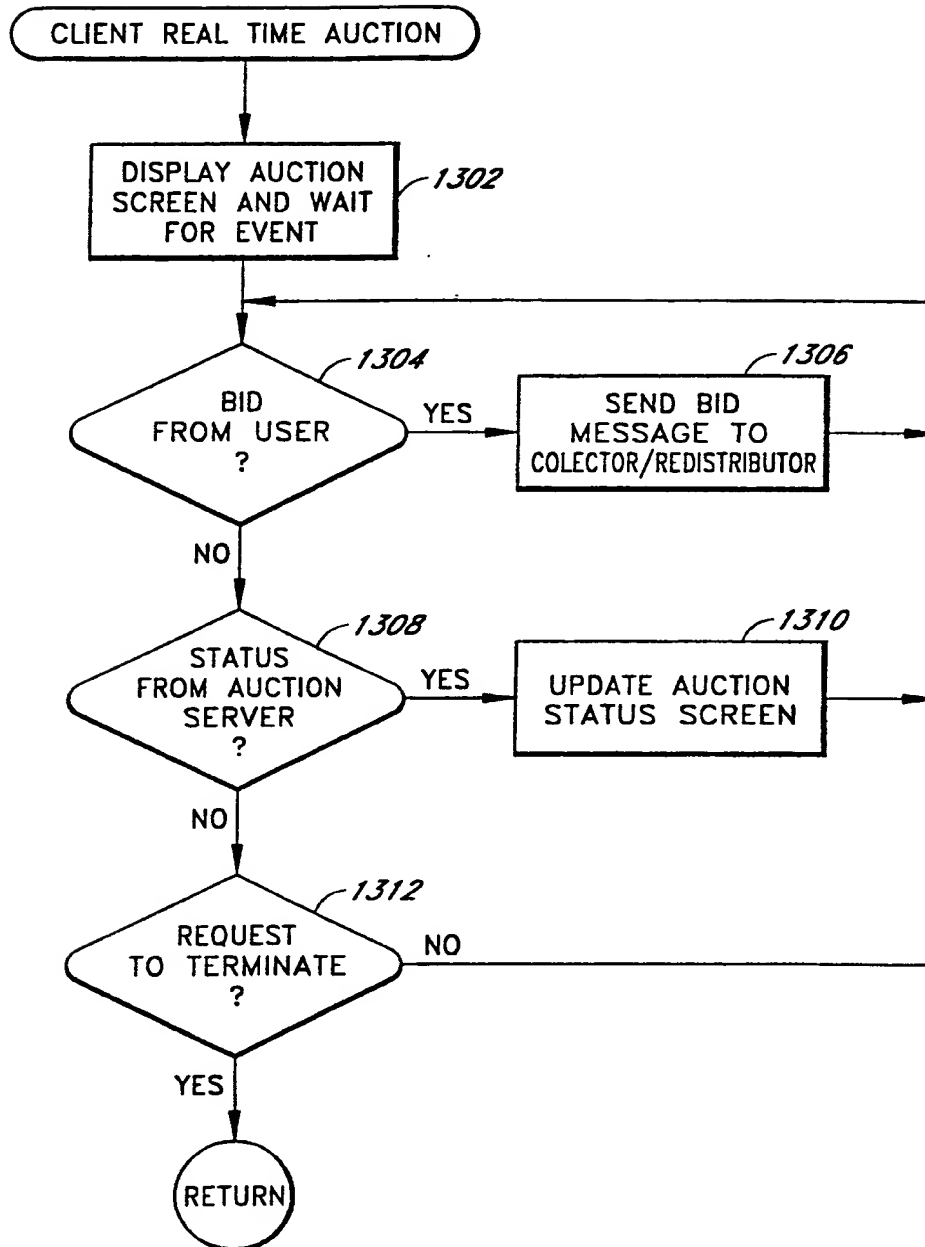 CLIENT REAL TIME AUCTION
DISPLAY AUCTION
SCREEN AND WAIT
FOR EVENT
1302
1304
BID
FROM USER
?
YES
1306
SEND BID
MESSAGE TO
COLECTOR/REDISTRIBUTOR
NO
1308
STATUS
FROM AUCTION
SERVER
?
YES
1310
UPDATE AUCTION
STATUS SCREEN
NO
1312
REQUEST
TO TERMINATE
?
NO
YES
RETURN